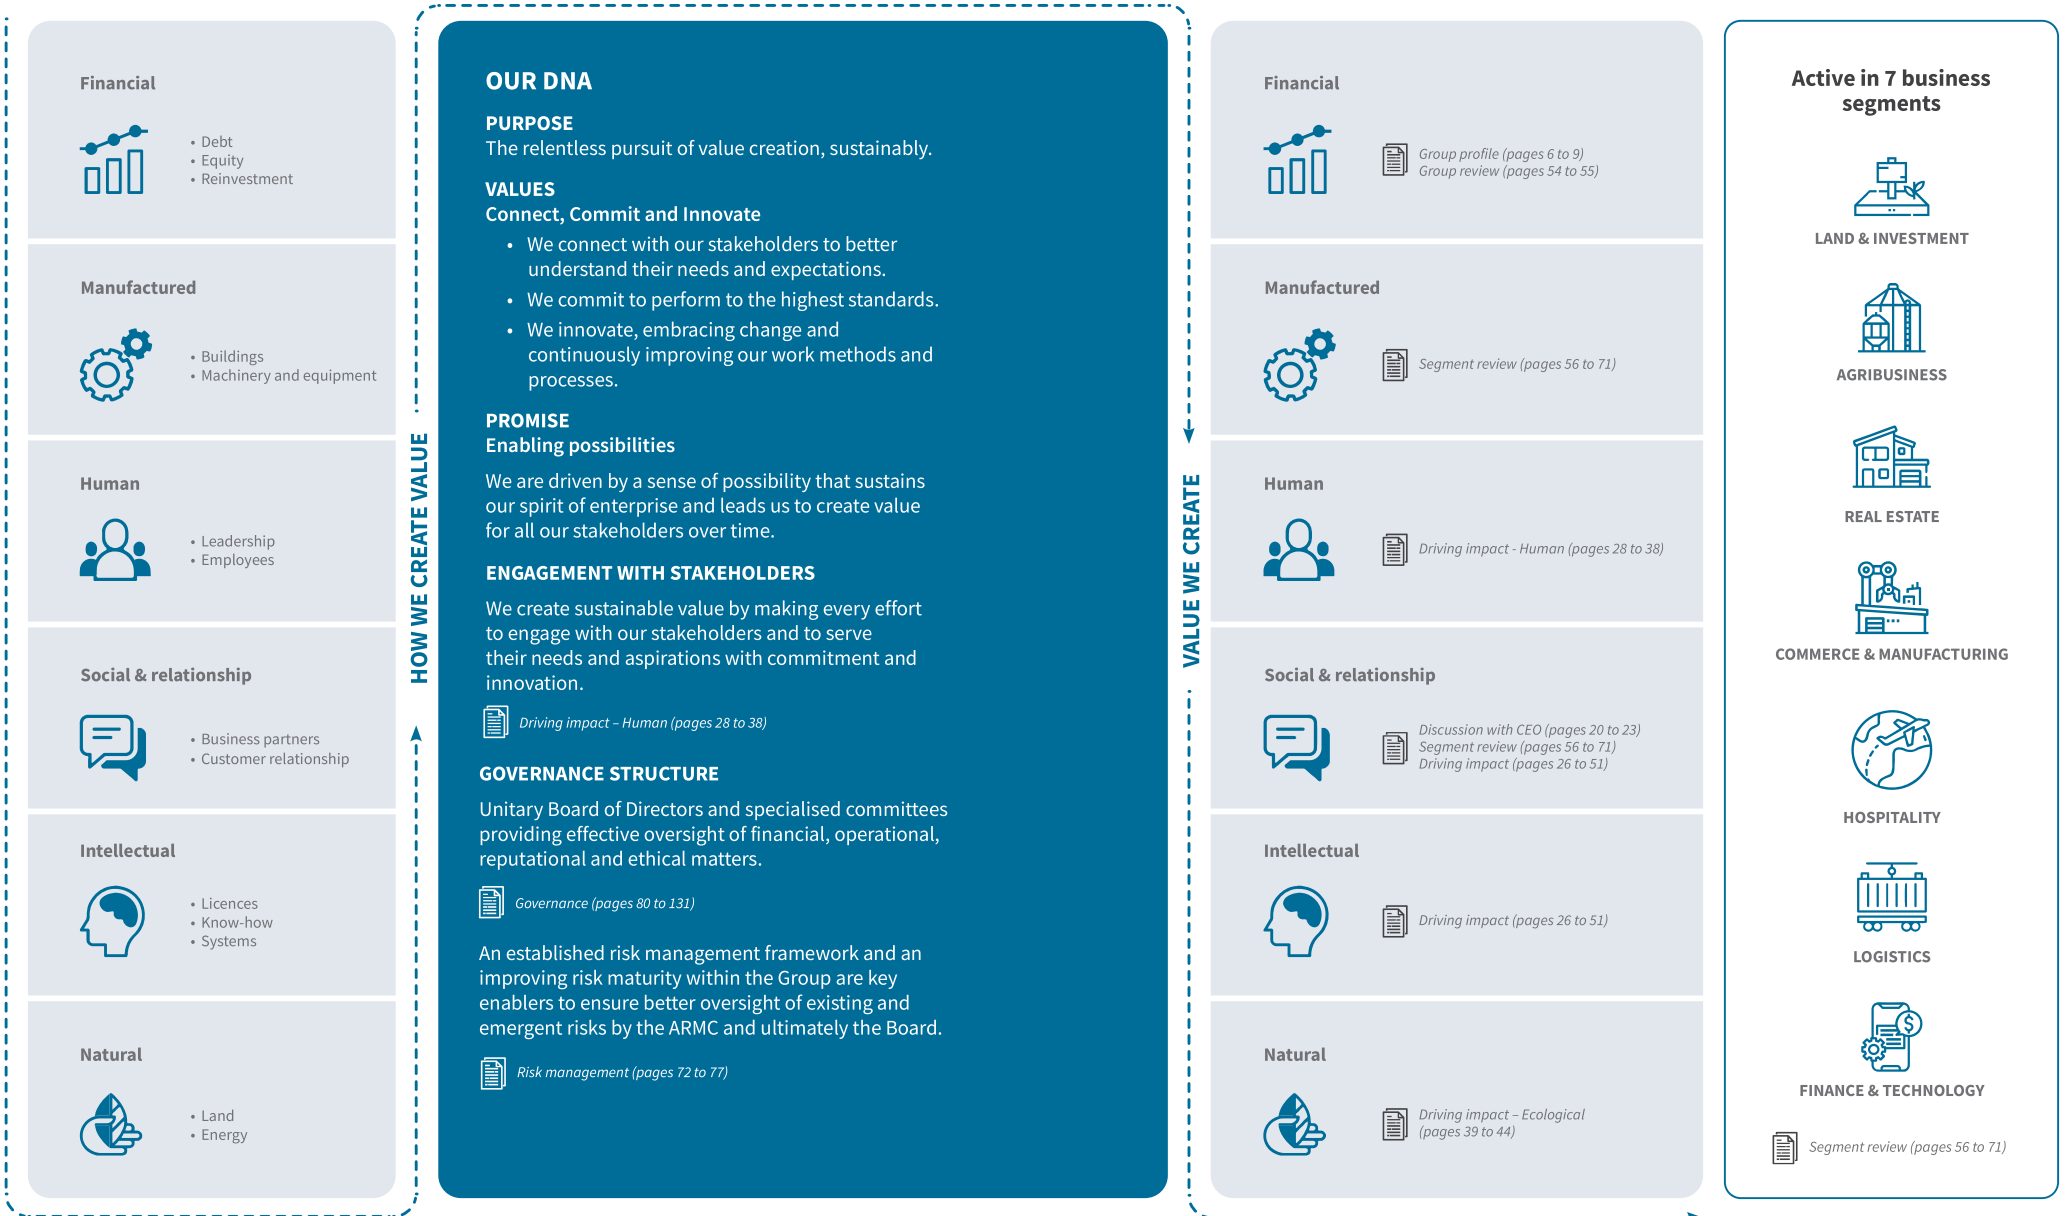 Financial
• Debt
• Equity
• Reinvestment
Manufactured
• Buildings
• Machinery and equipment
Human
• Leadership
• Employees
Social & relationship
• Business partners
• Customer relationship
Intellectual
• Licences
• Know-how
• Systems
Natural
• Land
• Energy
HOW WE CREATE VALUE
OUR DNA
PURPOSE
The relentless pursuit of value creation, sustainably.
VALUES
Connect, Commit and Innovate
• We connect with our stakeholders to better
understand their needs and expectations.
• We commit to perform to the highest standards.
• We innovate, embracing change and
continuously improving our work methods and
processes.
PROMISE
Enabling possibilities
We are driven by a sense of possibility that sustains
our spirit of enterprise and leads us to create value
for all our stakeholders over time.
ENGAGEMENT WITH STAKEHOLDERS
We create sustainable value by making every effort
to engage with our stakeholders and to serve
their needs and aspirations with commitment and
innovation.
Driving impact – Human (pages 28 to 38)
GOVERNANCE STRUCTURE
Unitary Board of Directors and specialised committees
providing effective oversight of financial, operational,
reputational and ethical matters.
Governance (pages 80 to 131)
An established risk management framework and an
improving risk maturity within the Group are key
enablers to ensure better oversight of existing and
emergent risks by the ARMC and ultimately the Board.
Risk management (pages 72 to 77)
VALUE WE CREATE
Financial
Group profile (pages 6 to 9)
Group review (pages 54 to 55)
Manufactured
Segment review (pages 56 to 71)
Human
Driving impact - Human (pages 28 to 38)
Social & relationship
Discussion with CEO (pages 20 to 23)
Segment review (pages 56 to 71)
Driving impact (pages 26 to 51)
Intellectual
Driving impact (pages 26 to 51)
Natural
Driving impact – Ecological
(pages 39 to 44)
Active in 7 business
segments
LAND & INVESTMENT
AGRIBUSINESS
REAL ESTATE
COMMERCE & MANUFACTURING
HOSPITALITY
LOGISTICS
$
FINANCE & TECHNOLOGY
Segment review (pages 56 to 71)